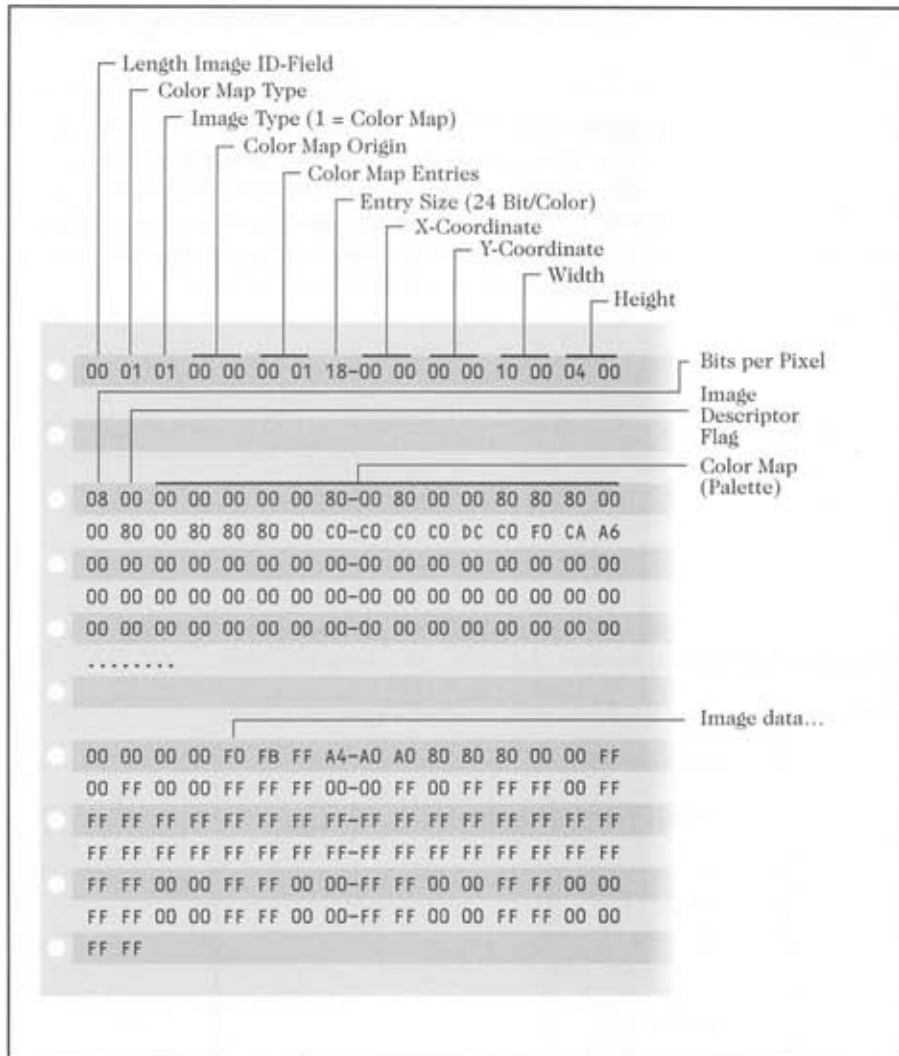 Length Image ID-Field
Color Map Type
Image Type (1 = Color Map)
Color Map Origin
Color Map Entries
Entry Size (24 Bit/Color)
X-Coordinate
Y-Coordinate
Width
Height
00 01 01 00 00 00 01 18-00 00 00 00 10 00 04 00
Bits per Pixel
Image
Descriptor
Flag
Color Map
(Palette)
08 00 00 00 00 00 00 80-00 80 00 00 80 80 80 00
00 80 00 80 80 80 00 C0-C0 C0 C0 DC C0 F0 CA A6
00 00 00 00 00 00 00 00-00 00 00 00 00 00 00 00
00 00 00 00 00 00 00 00-00 00 00 00 00 00 00 00
00 00 00 00 00 00 00 00-00 00 00 00 00 00 00 00
........
Image data...
00 00 00 00 F0 FB FF A4-A0 A0 80 80 80 00 00 FF
00 FF 00 00 FF FF FF 00-00 FF 00 FF FF FF 00 FF
FF FF FF FF FF FF FF FF-FF FF FF FF FF FF FF FF
FF FF FF FF FF FF FF FF-FF FF FF FF FF FF FF FF
FF FF 00 00 FF FF 00 00-FF FF 00 00 FF FF 00 00
FF FF 00 00 FF FF 00 00-FF FF 00 00 FF FF 00 00
FF FF